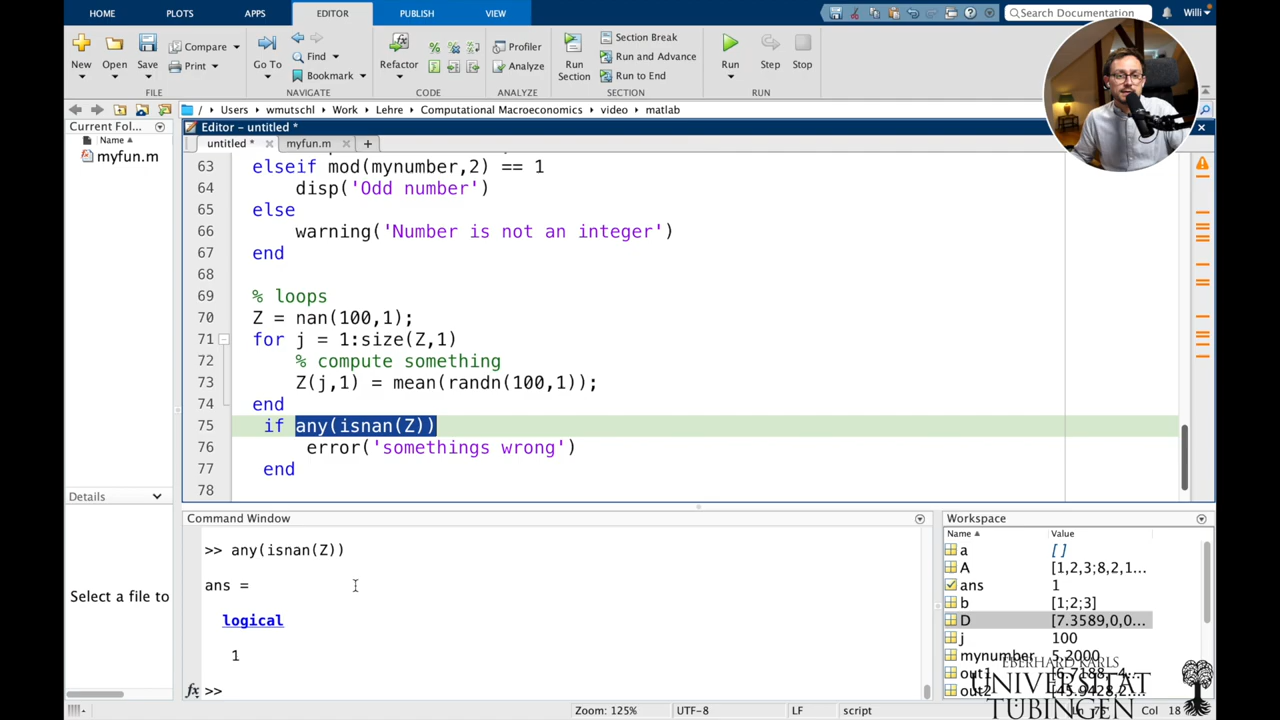 HOME PLOTS APPS EDITOR PUBLISH VIEW
Search Documentation Willi
New Open Save Compare Print Go To Find Bookmark Refactor Profiler Analyze Run Section Section Break Run and Advance Run to End Run Step Stop
FILE NAVIGATE CODE ANALYZE SECTION RUN
/ Users wmutschl Work Lehre Computational Macroeconomics video matlab
Current Fol...
Name
myfun.m
Editor - untitled *
untitled * myfun.m
63 elseif mod(mynumber,2) == 1
64 disp('Odd number')
65 else
66 warning('Number is not an integer')
67 end
68
69 % loops
70 Z = nan(100,1);
71 for j = 1:size(Z,1)
72 % compute something
73 Z(j,1) = mean(randn(100,1));
74 end
75 if any(isnan(Z))
76 error('somethings wrong')
77 end
78
Details
Select a file to
Command Window
>> any(isnan(Z))
ans =
logical
1
fx >>
Workspace
Name Value
a [ ]
A [1,2,3;8,2,1...
ans 1
b [1;2;3]
D [7.3589,0,0...
j 100
mynumber 5.2000
out1
out2
EBERHARD KARLS
UNIVERSITÄT
TÜBINGEN
Zoom: 125% UTF-8 LF script Col 18